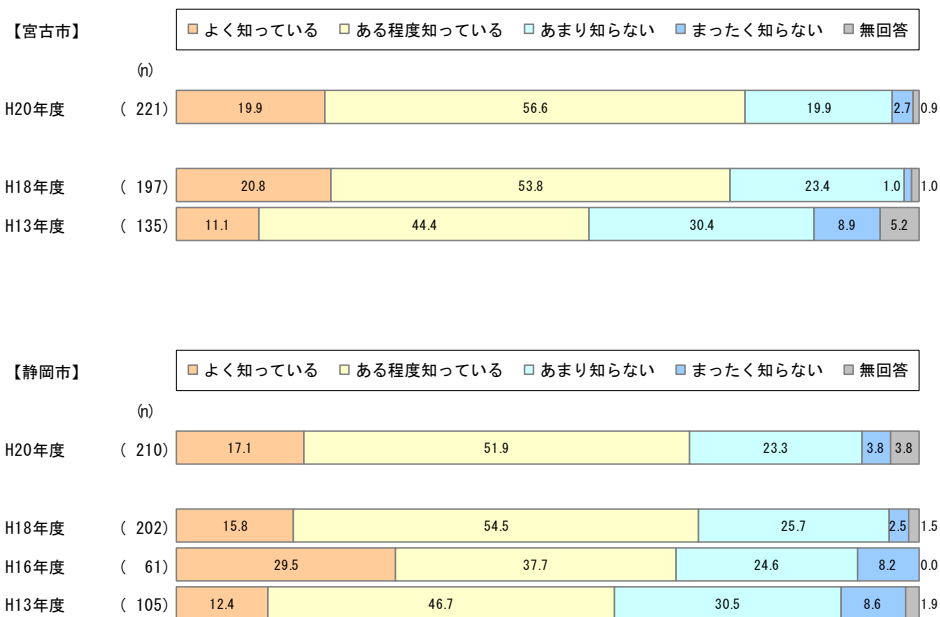 【宮古市】
よく知っている ある程度知っている あまり知らない まったく知らない 無回答
(n)
H20年度 ( 221) 19.9 56.6 19.9 2.7 0.9
H18年度 ( 197) 20.8 53.8 23.4 1.0 1.0
H13年度 ( 135) 11.1 44.4 30.4 8.9 5.2
【静岡市】
よく知っている ある程度知っている あまり知らない まったく知らない 無回答
(n)
H20年度 ( 210) 17.1 51.9 23.3 3.8 3.8
H18年度 ( 202) 15.8 54.5 25.7 2.5 1.5
H16年度 ( 61) 29.5 37.7 24.6 8.2 0.0
H13年度 ( 105) 12.4 46.7 30.5 8.6 1.9